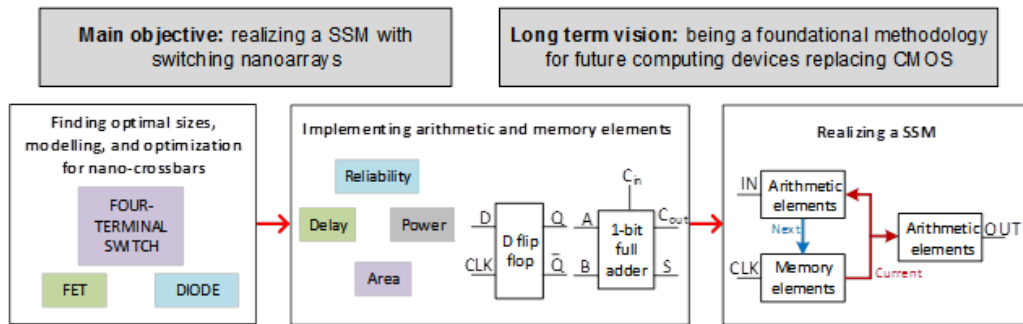 Main objective: realizing a SSM with
switching nanoarrays
Long term vision: being a foundational methodology
for future computing devices replacing CMOS
Finding optimal sizes,
modelling, and optimization
for nano-crossbars
FOUR-
TERMINAL
SWITCH
FET
DIODE
Implementing arithmetic and memory elements
Reliability
Delay
Power
Area
D
Q
CLK
Q̅
D flip
flop
Cin
A
Cout
B
S
1-bit
full
adder
Realizing a SSM
IN
Arithmetic
elements
Next
CLK
Memory
elements
Current
Arithmetic
elements
OUT